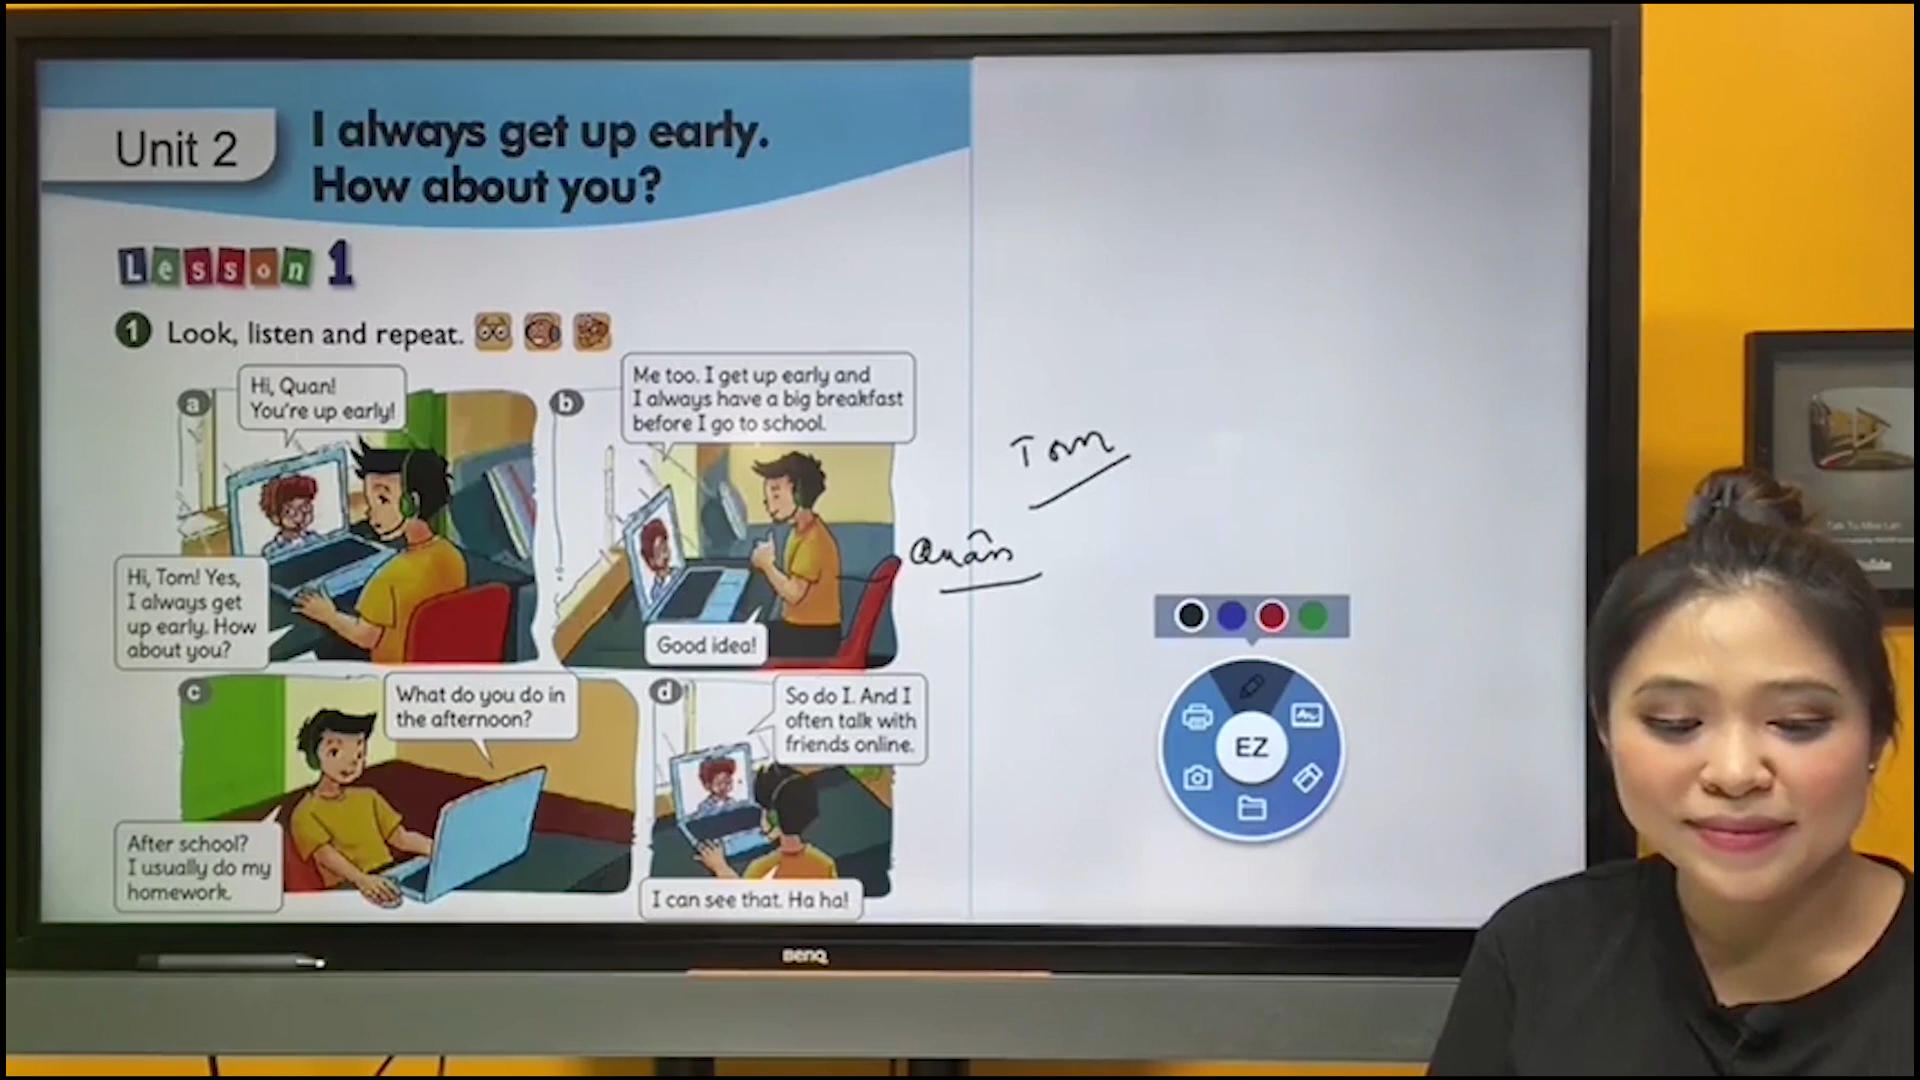 Unit 2
I always get up early.
How about you?
Lesson 1
1 Look, listen and repeat.
a
Hi, Quan!
You're up early!
Hi, Tom! Yes,
I always get
up early. How
about you?
b
Me too. I get up early and
I always have a big breakfast
before I go to school.
Good idea!
Tom
Quân
c
What do you do in
the afternoon?
After school?
I usually do my
homework.
d
So do I. And I
often talk with
friends online.
I can see that. Ha ha!
EZ
BenQ